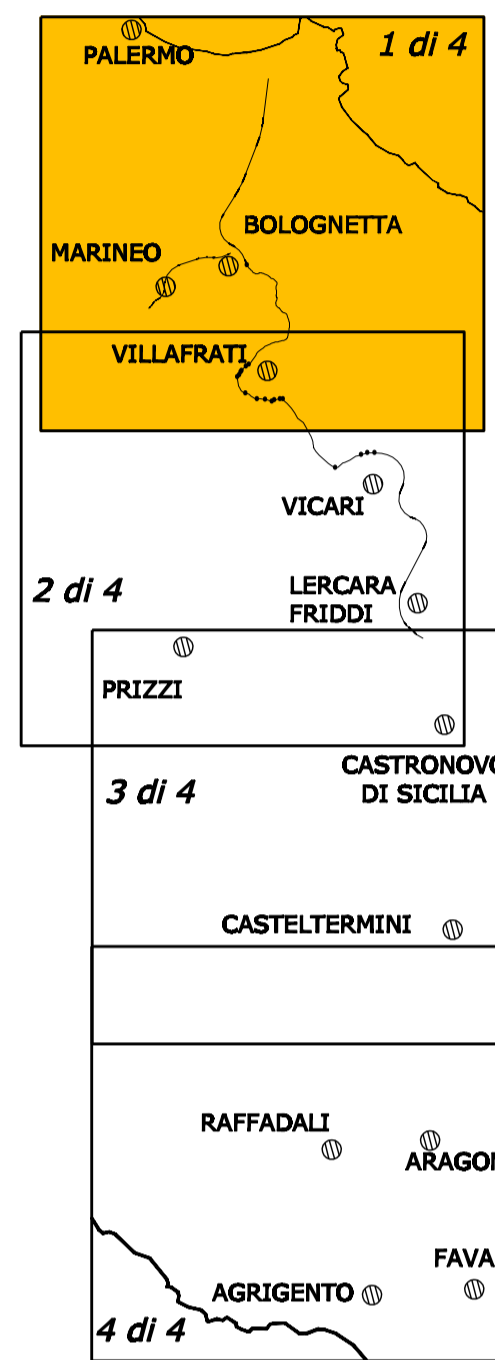 1 di 4
PALERMO
BOLOGNETTA
MARINEO
VILLAFRATI
VICARI
2 di 4
LERCARA
FRIDDI
PRIZZI
CASTRONOVO
DI SICILIA
3 di 4
CASTELTERMINI
RAFFADALI
ARAGON
FAVA
AGRIGENTO
4 di 4